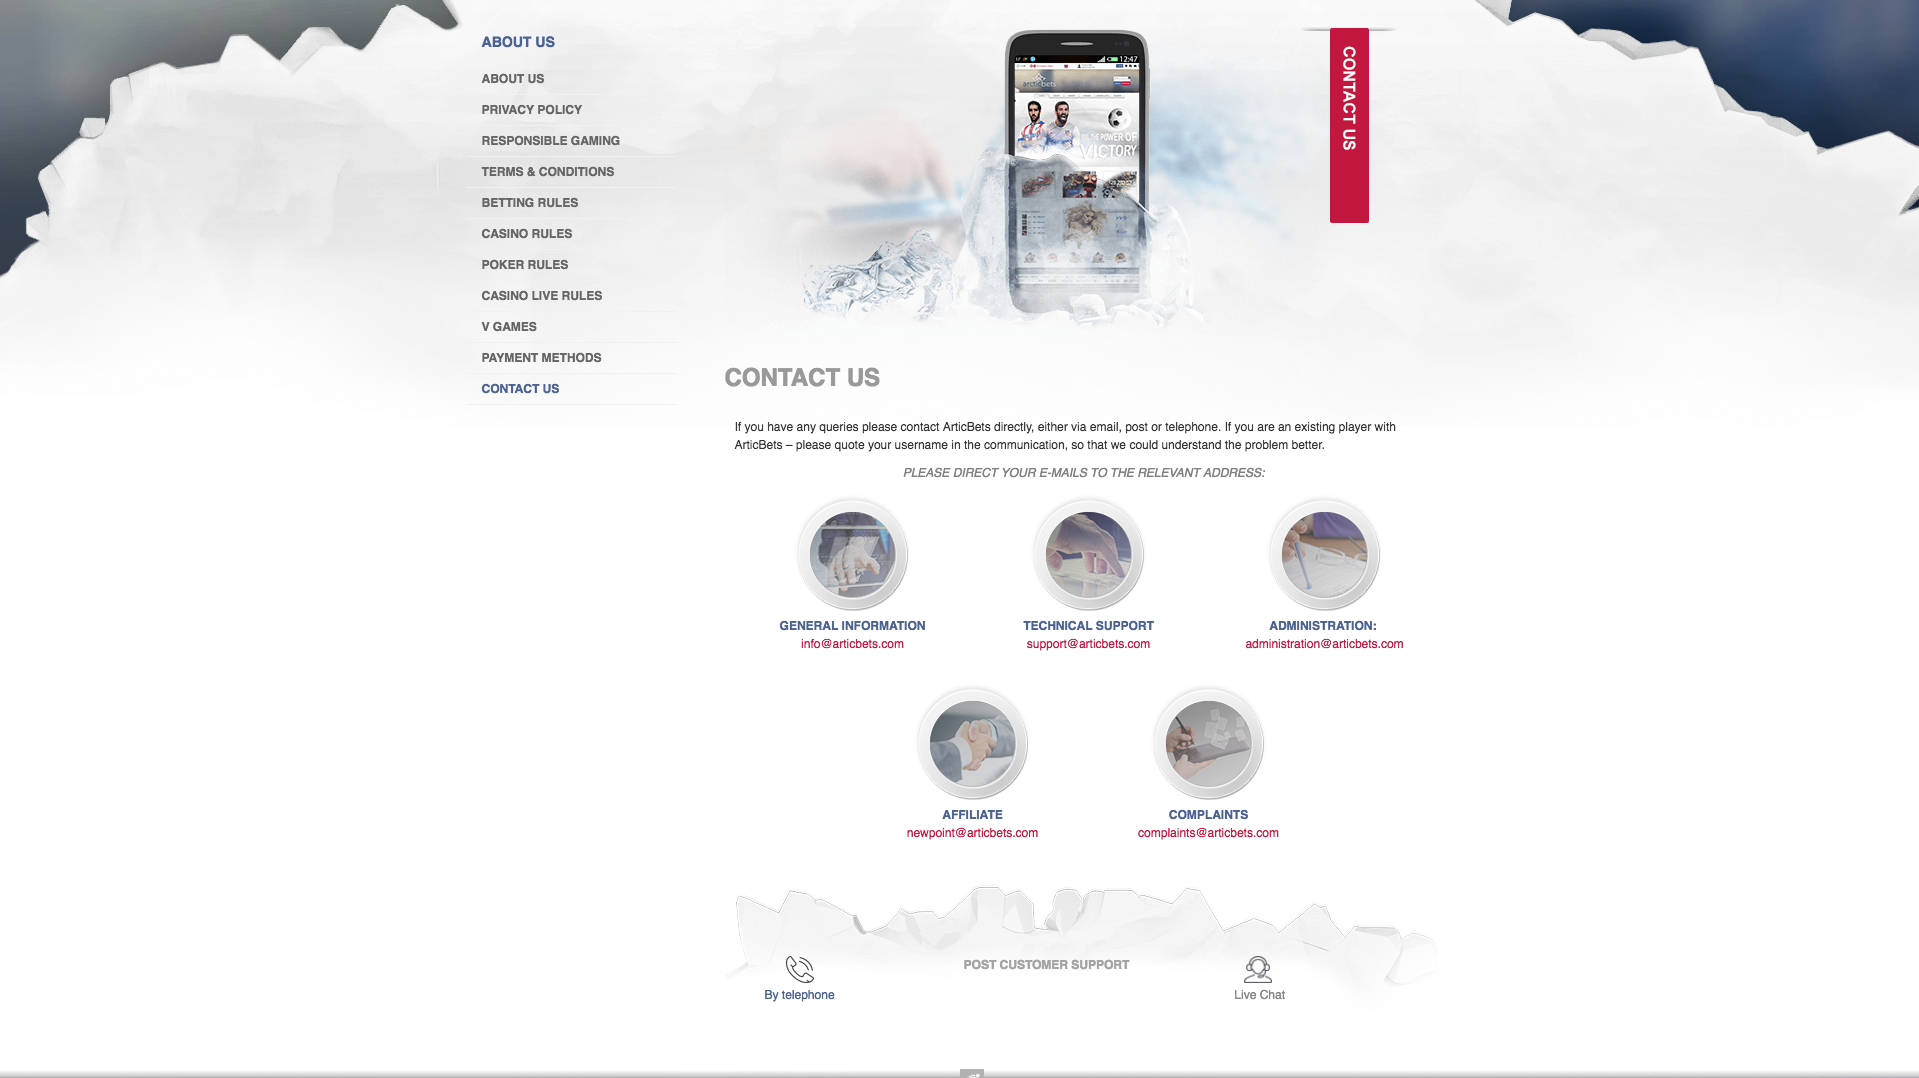 ABOUT US
ABOUT US
PRIVACY POLICY
RESPONSIBLE GAMING
TERMS & CONDITIONS
BETTING RULES
CASINO RULES
POKER RULES
CASINO LIVE RULES
V GAMES
PAYMENT METHODS
CONTACT US
12:47
articbets
THE POWER OF
VICTORY
CONTACT US
CONTACT US
If you have any queries please contact ArticBets directly, either via email, post or telephone. If you are an existing player with
ArticBets – please quote your username in the communication, so that we could understand the problem better.
PLEASE DIRECT YOUR E-MAILS TO THE RELEVANT ADDRESS:
GENERAL INFORMATION
info@articbets.com
TECHNICAL SUPPORT
support@articbets.com
ADMINISTRATION:
administration@articbets.com
AFFILIATE
newpoint@articbets.com
COMPLAINTS
complaints@articbets.com
By telephone
POST CUSTOMER SUPPORT
Live Chat